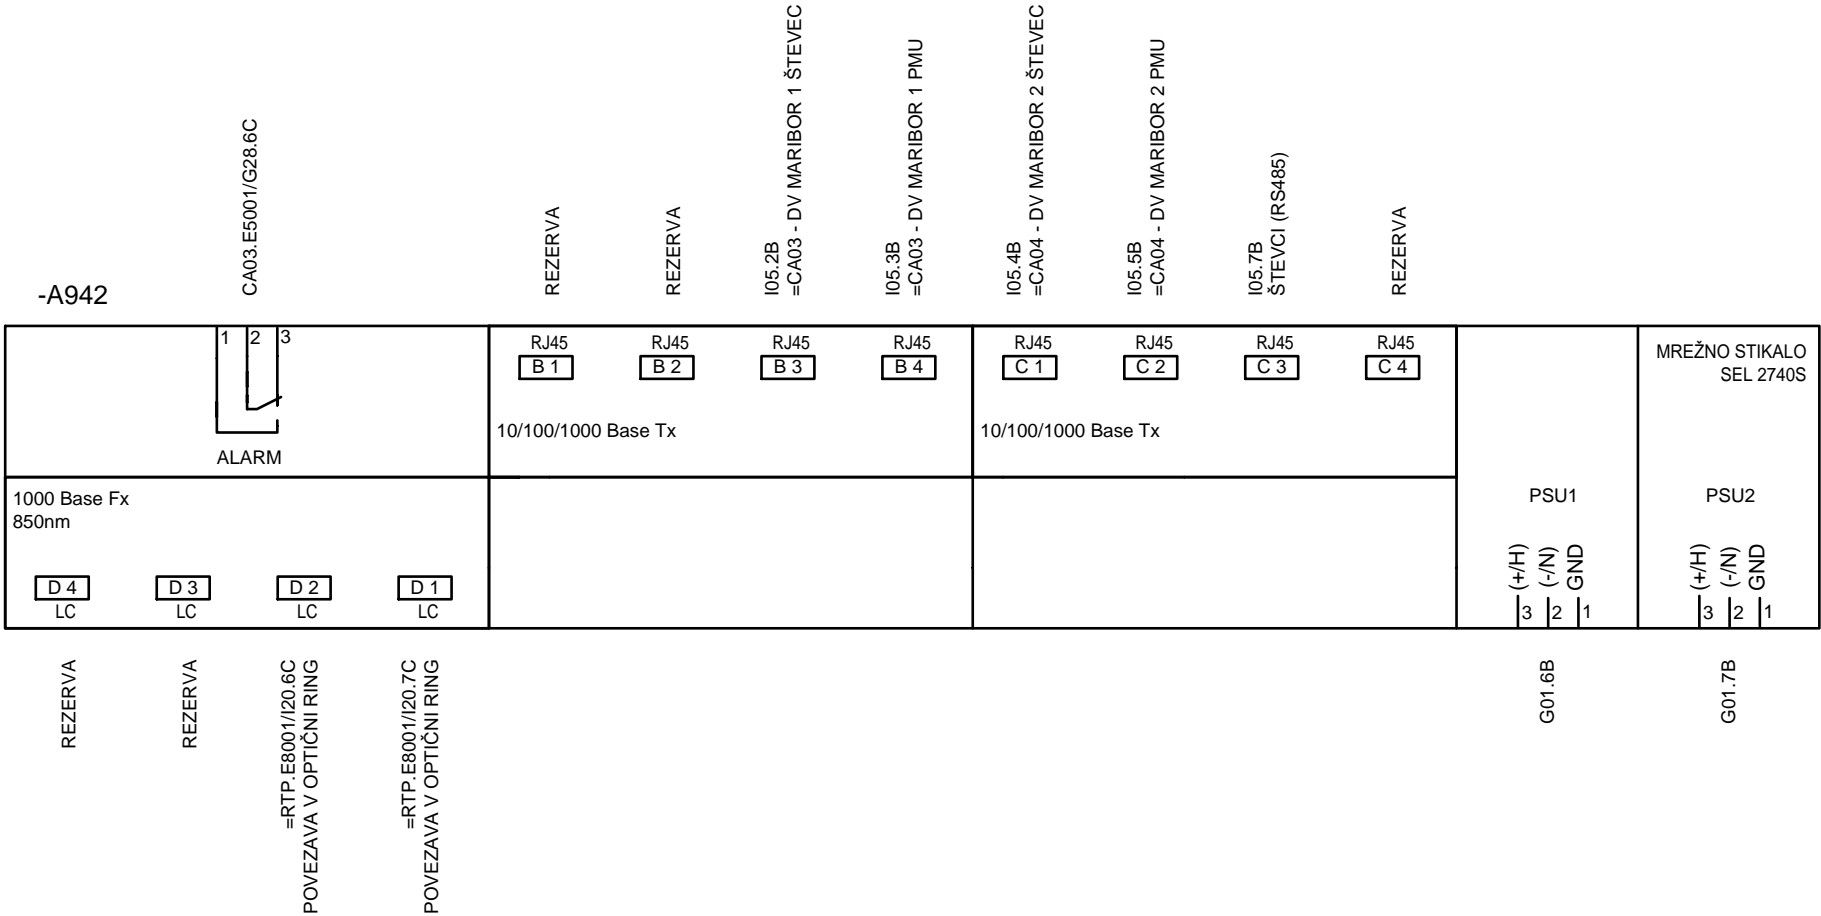 CA03.E5001/G28.6C
REZERVA
REZERVA
I05.2B
=CA03 - DV MARIBOR 1 ŠTEVEC
I05.3B
=CA03 - DV MARIBOR 1 PMU
I05.4B
=CA04 - DV MARIBOR 2 ŠTEVEC
I05.5B
=CA04 - DV MARIBOR 2 PMU
I05.7B
ŠTEVCI (RS485)
REZERVA
-A942
1 2 3
ALARM
RJ45 RJ45 RJ45 RJ45
B 1 B 2 B 3 B 4
10/100/1000 Base Tx
RJ45 RJ45 RJ45 RJ45
C 1 C 2 C 3 C 4
10/100/1000 Base Tx
MREŽNO STIKALO
SEL 2740S
1000 Base Fx
850nm
D 4 D 3 D 2 D 1
LC LC LC LC
PSU1
(+/H)
(-/N)
GND
3 2 1
PSU2
(+/H)
(-/N)
GND
3 2 1
REZERVA
REZERVA
=RTP.E8001/I20.6C
POVEZAVA V OPTIČNI RING
=RTP.E8001/I20.7C
POVEZAVA V OPTIČNI RING
G01.6B
G01.7B